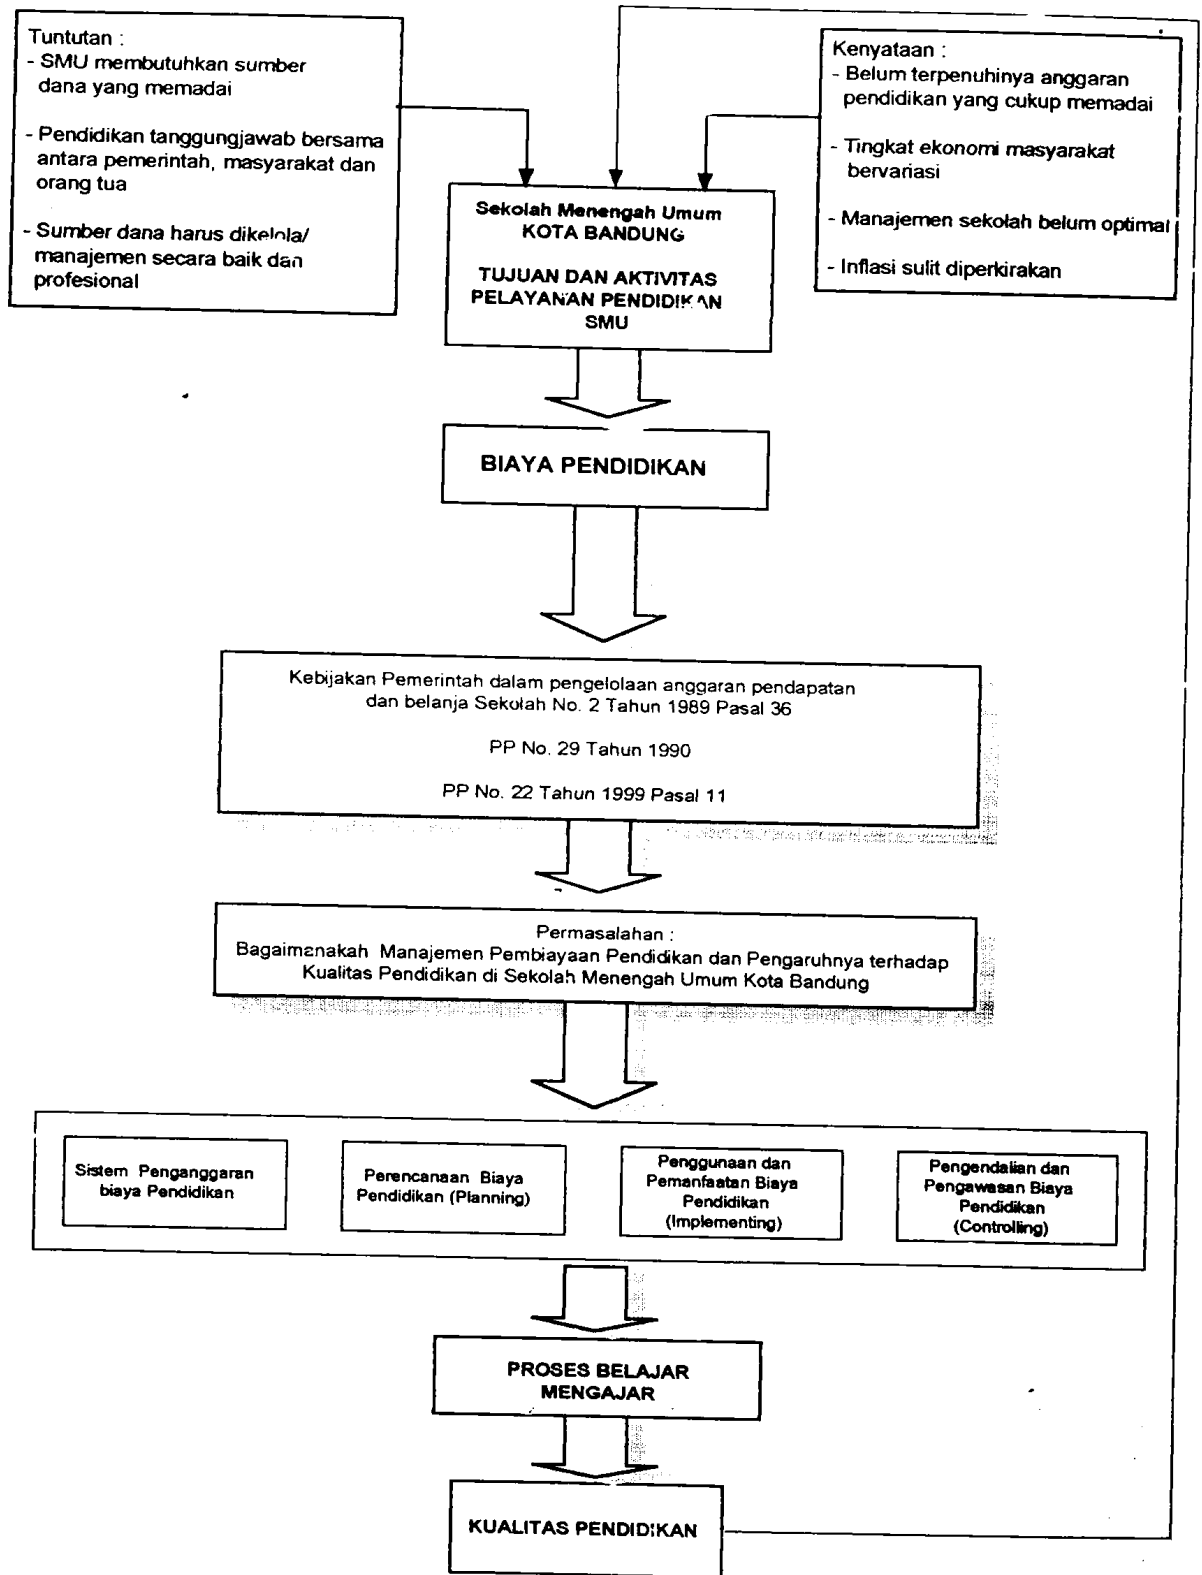 Tuntutan :
- SMU membutuhkan sumber
dana yang memadai
- Pendidikan tanggungjawab bersama
antara pemerintah, masyarakat dan
orang tua
- Sumber dana harus dikelola/
manajemen secara baik dan
profesional
Kenyataan :
- Belum terpenuhinya anggaran
pendidikan yang cukup memadai
- Tingkat ekonomi masyarakat
bervariasi
- Manajemen sekolah belum optimal
- Inflasi sulit diperkirakan
Sekolah Menengah Umum
KOTA BANDUNG
TUJUAN DAN AKTIVITAS
PELAYANAN PENDIDIKAN
SMU
BIAYA PENDIDIKAN
Kebijakan Pemerintah dalam pengelolaan anggaran pendapatan
dan belanja Sekolah No. 2 Tahun 1989 Pasal 36
PP No. 29 Tahun 1990
PP No. 22 Tahun 1999 Pasal 11
Permasalahan :
Bagaimanakah Manajemen Pembiayaan Pendidikan dan Pengaruhnya terhadap
Kualitas Pendidikan di Sekolah Menengah Umum Kota Bandung
Sistem Penganggaran
biaya Pendidikan
Perencanaan Biaya
Pendidikan (Planning)
Penggunaan dan
Pemanfaatan Biaya
Pendidikan
(Implementing)
Pengendalian dan
Pengawasan Biaya
Pendidikan
(Controlling)
PROSES BELAJAR
MENGAJAR
KUALITAS PENDIDIKAN